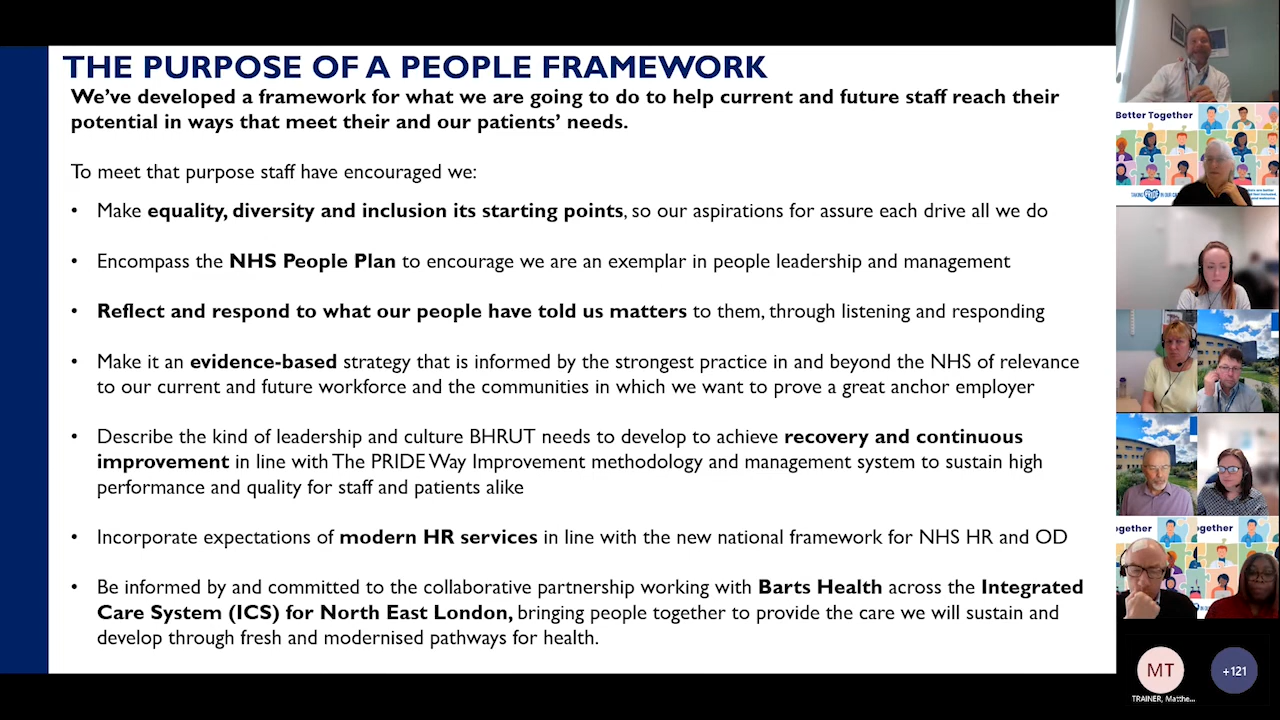 THE PURPOSE OF A PEOPLE FRAMEWORK
We've developed a framework for what we are going to do to help current and future staff reach their
potential in ways that meet their and our patients' needs.
To meet that purpose staff have encouraged we:
• Make equality, diversity and inclusion its starting points, so our aspirations for assure each drive all we do
• Encompass the NHS People Plan to encourage we are an exemplar in people leadership and management
• Reflect and respond to what our people have told us matters to them, through listening and responding
• Make it an evidence-based strategy that is informed by the strongest practice in and beyond the NHS of relevance
to our current and future workforce and the communities in which we want to prove a great anchor employer
• Describe the kind of leadership and culture BHRUT needs to develop to achieve recovery and continuous
improvement in line with The PRIDE Way Improvement methodology and management system to sustain high
performance and quality for staff and patients alike
• Incorporate expectations of modern HR services in line with the new national framework for NHS HR and OD
• Be informed by and committed to the collaborative partnership working with Barts Health across the Integrated
Care System (ICS) for North East London, bringing people together to provide the care we will sustain and
develop through fresh and modernised pathways for health.
Better Together
TAKING PRIDE IN OUR
ogether
ogether
MT
+121
TRAINER, Matthe...